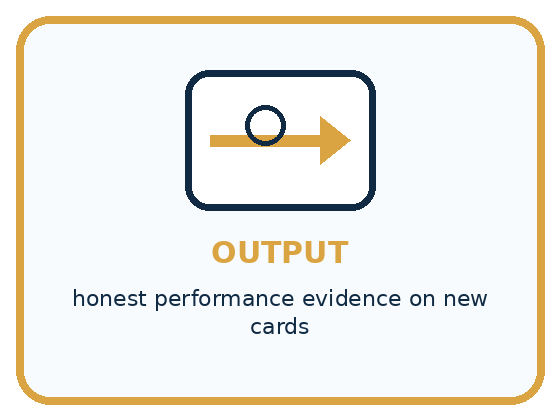 OUTPUT
honest performance evidence on new
cards